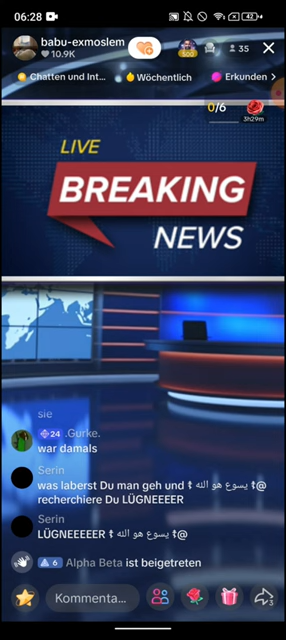 06:28
42
babu-exmoslem
10.9K
500
35
Chatten und Int...
Wöchentlich
Erkunden
0/6
3h29m
LIVE
BREAKING
NEWS
sie
24 .Gurke.
war damals
Serin
was laberst Du man geh und ☨ يسوع هو الله ☨@
recherchiere Du LÜGNEEEER
Serin
LÜGNEEEEER ☨ يسوع هو الله ☨@
6 Alpha Beta ist beigetreten
Kommenta...
3